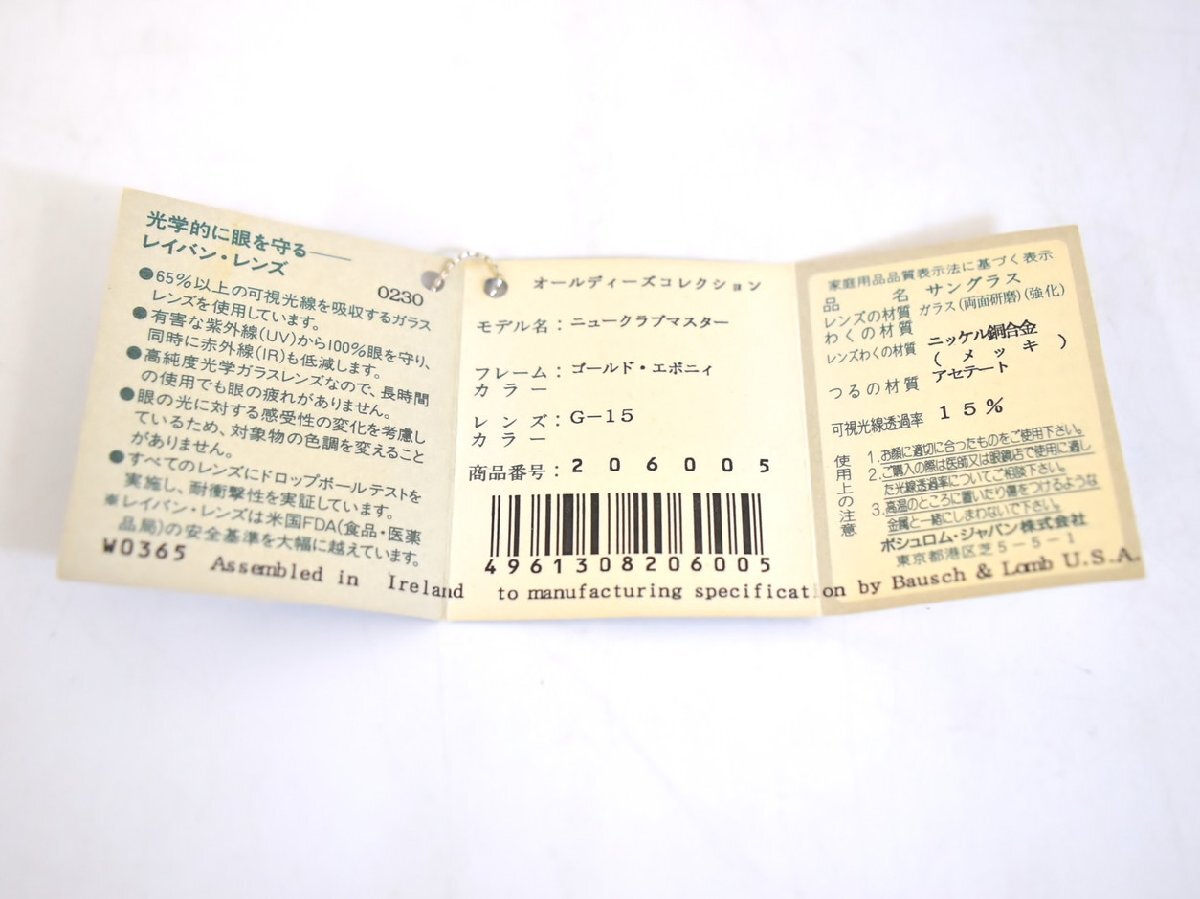 光学的に眼を守る——
レイバン・レンズ
0230
●65%以上の可視光線を吸収するガラス
レンズを使用しています。
●有害な紫外線(UV)から100%眼を守り、
同時に赤外線(IR)も低減します。
●高純度光学ガラスレンズなので、長時間
の使用でも眼の疲れがありません。
●眼の光に対する感受性の変化を考慮し
ているため、対象物の色調を変えること
がありません。
●すべてのレンズにドロップボールテストを
実施し、耐衝撃性を実証しています。
※レイバン・レンズは米国FDA(食品・医薬
品局)の安全基準を大幅に越えています。
W0365
オールディーズコレクション
モデル名:ニュークラブマスター
フレーム:ゴールド・エボニィ
カラー
レンズ:G-15
カラー
商品番号:206005
4961308206005
家庭用品品質表示法に基づく表示
品名 サングラス
レンズの材質 ガラス(両面研磨)(強化)
わくの材質
レンズわくの材質 ニッケル銅合金
(メッキ)
つるの材質 アセテート
可視光線透過率 15%
使用上の注意
1.お顔に適切に合ったものをご使用下さい。
2.ご購入の際は医師又は眼鏡店で使用に適し
た光線透過率についてご相談下さい。
3.高温のところに置いたり傷をつけるような
金属と一緒にしまわないで下さい。
ボシュロム・ジャパン株式会社
東京都港区芝5-5-1
Assembled in Ireland to manufacturing specification by Bausch & Lomb U.S.A.